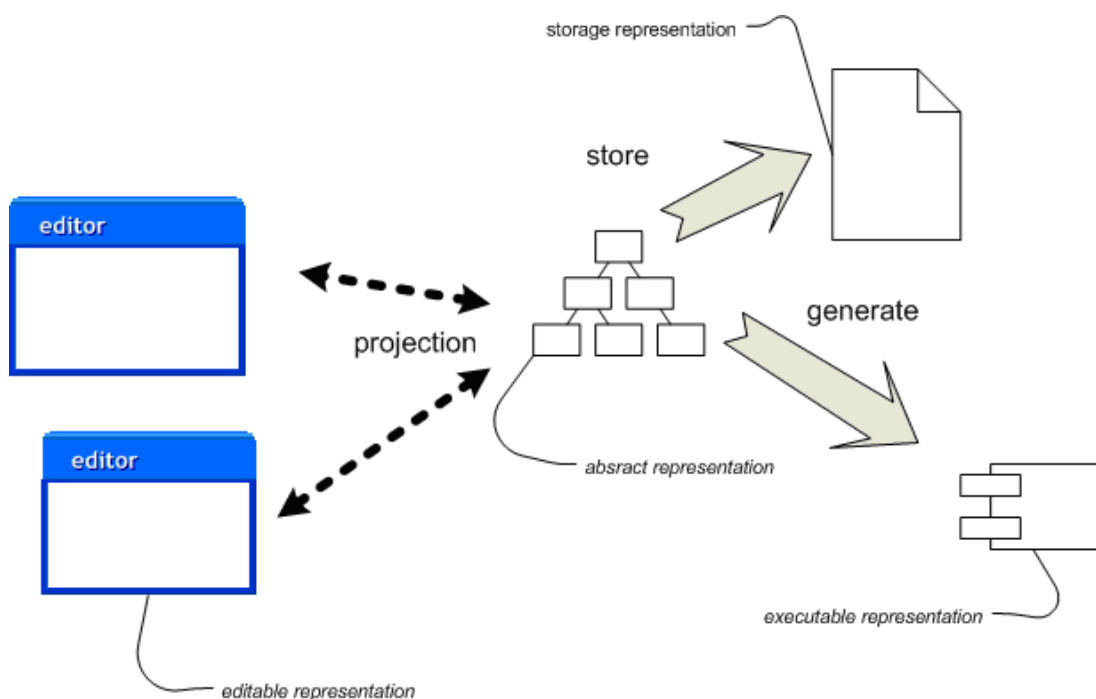 storage representation
store
editor
generate
projection
editor
absract representation
executable representation
editable representation